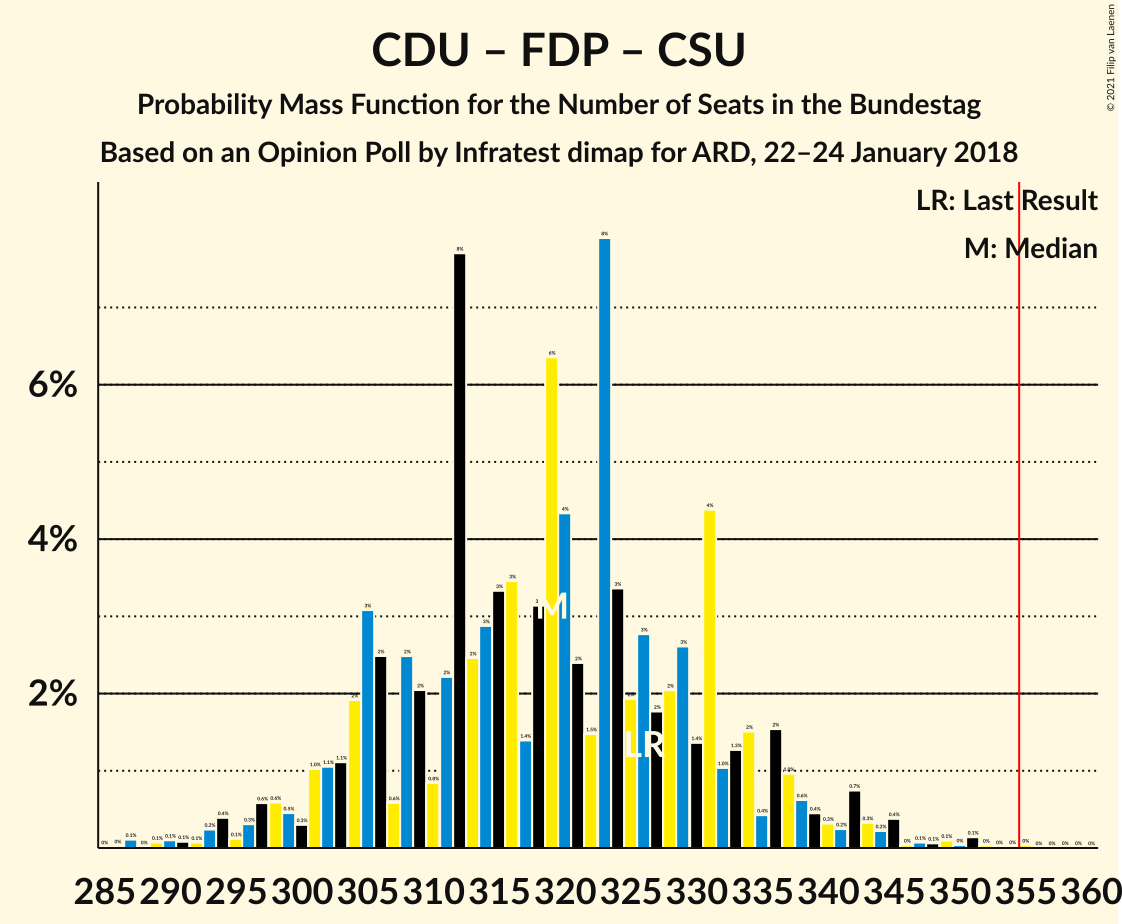 CDU – FDP – CSU
Probability Mass Function for the Number of Seats in the Bundestag
Based on an Opinion Poll by Infratest dimap for ARD, 22–24 January 2018
© 2021 Filip van Laenen
LR: Last Result
M: Median
6%
4%
2%
M
LR
285 290 295 300 305 310 315 320 325 330 335 340 345 350 355 360